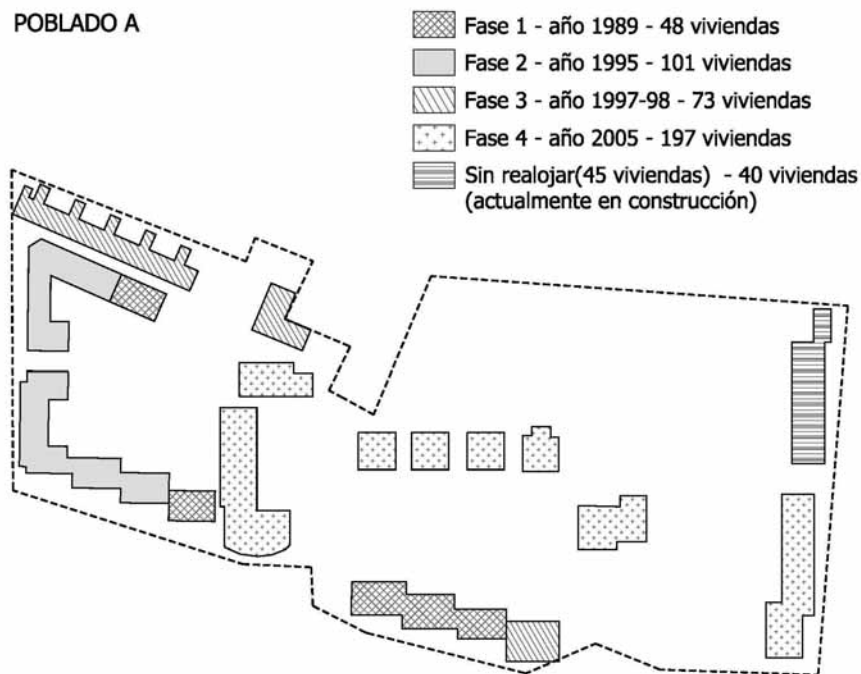 POBLADO A
Fase 1 - año 1989 - 48 viviendas
Fase 2 - año 1995 - 101 viviendas
Fase 3 - año 1997-98 - 73 viviendas
Fase 4 - año 2005 - 197 viviendas
Sin realojar(45 viviendas) - 40 viviendas
(actualmente en construcción)